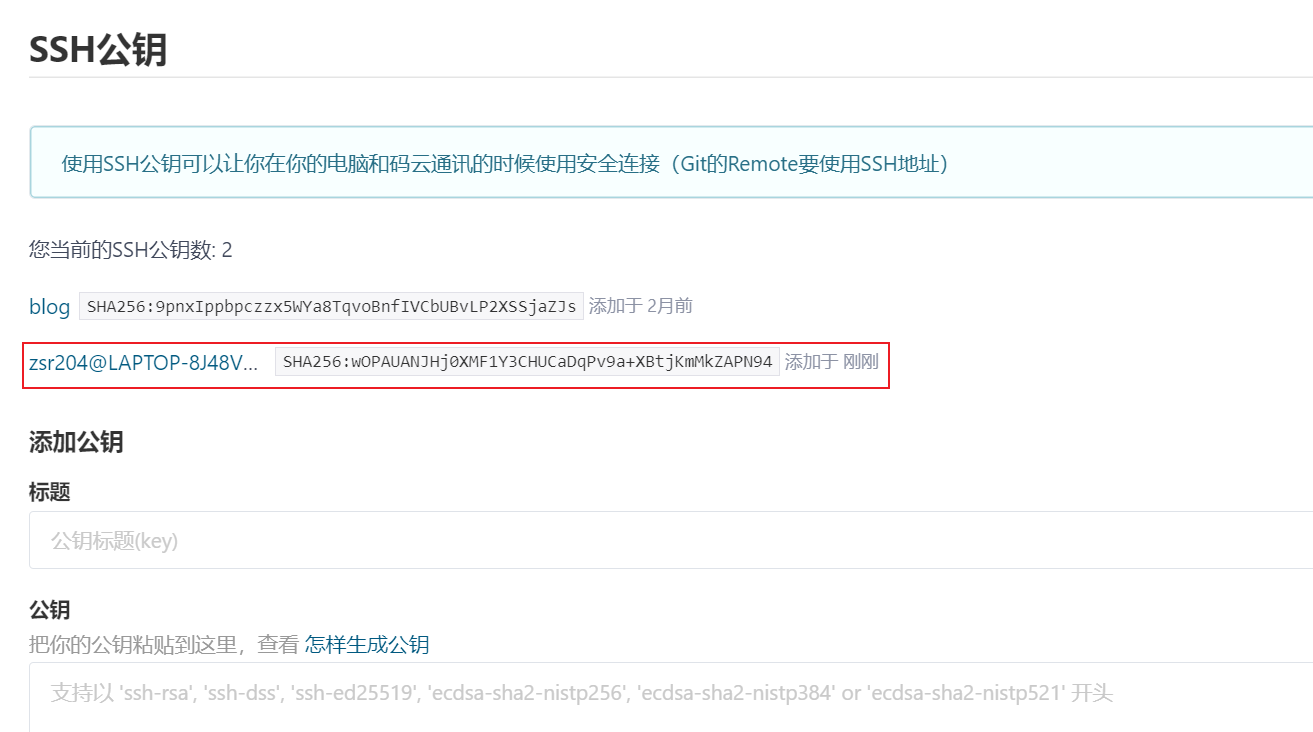 SSH公钥
使用SSH公钥可以让你在你的电脑和码云通讯的时候使用安全连接（Git的Remote要使用SSH地址）
您当前的SSH公钥数: 2
blog SHA256:9pnxIppbpczzx5WYa8TqvoBnfIVCbUBvLP2XSSjaZJs 添加于 2月前
zsr204@LAPTOP-8J48V... SHA256:wOPAUANJHj0XMF1Y3CHUCaDqPv9a+XBtjKmMkZAPN94 添加于 刚刚
添加公钥
标题
公钥标题(key)
公钥
把你的公钥粘贴到这里，查看 怎样生成公钥
支持以 'ssh-rsa', 'ssh-dss', 'ssh-ed25519', 'ecdsa-sha2-nistp256', 'ecdsa-sha2-nistp384' or 'ecdsa-sha2-nistp521' 开头